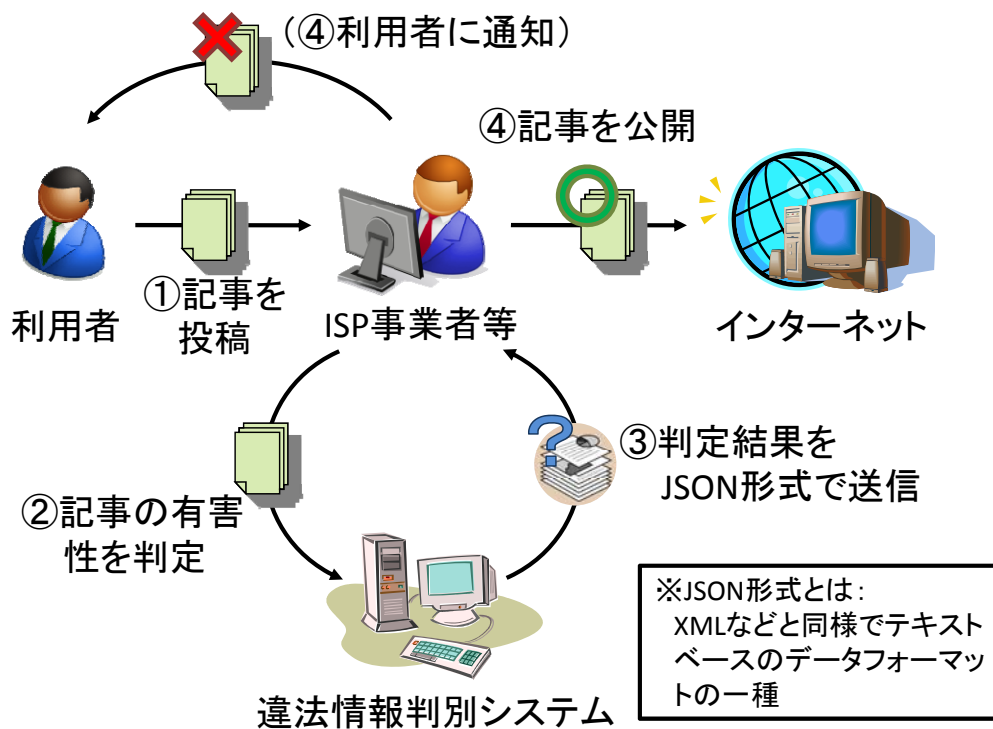 （④利用者に通知）
④記事を公開
①記事を
投稿
利用者
ISP事業者等
インターネット
②記事の有害
性を判定
③判定結果を
JSON形式で送信
違法情報判別システム
※JSON形式とは：
XMLなどと同様でテキスト
ベースのデータフォーマッ
トの一種